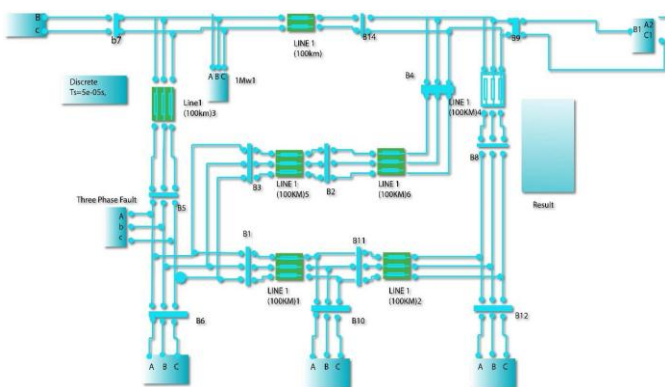 B
c
b7
LINE 1
(100km)
B14
B9
B1
A2
C1
Discrete
Ts=5e-05s,
Line1
(100km)3
A B C
1Mw1
B4
LINE 1
(100KM)4
B8
B3
LINE 1
(100KM)5
B2
LINE 1
(100KM)6
Three Phase Fault
A
b
c
B5
Result
B1
LINE 1
(100KM)1
B11
LINE 1
(100KM)2
B6
B10
B12
A B C
A B C
A B C